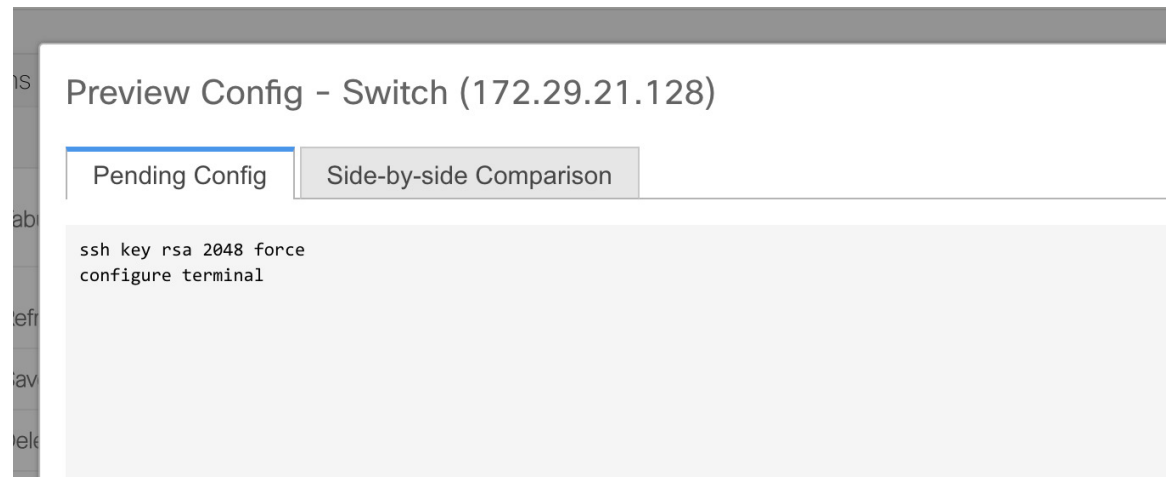 Preview Config - Switch (172.29.21.128)
Pending Config
Side-by-side Comparison
ssh key rsa 2048 force
configure terminal